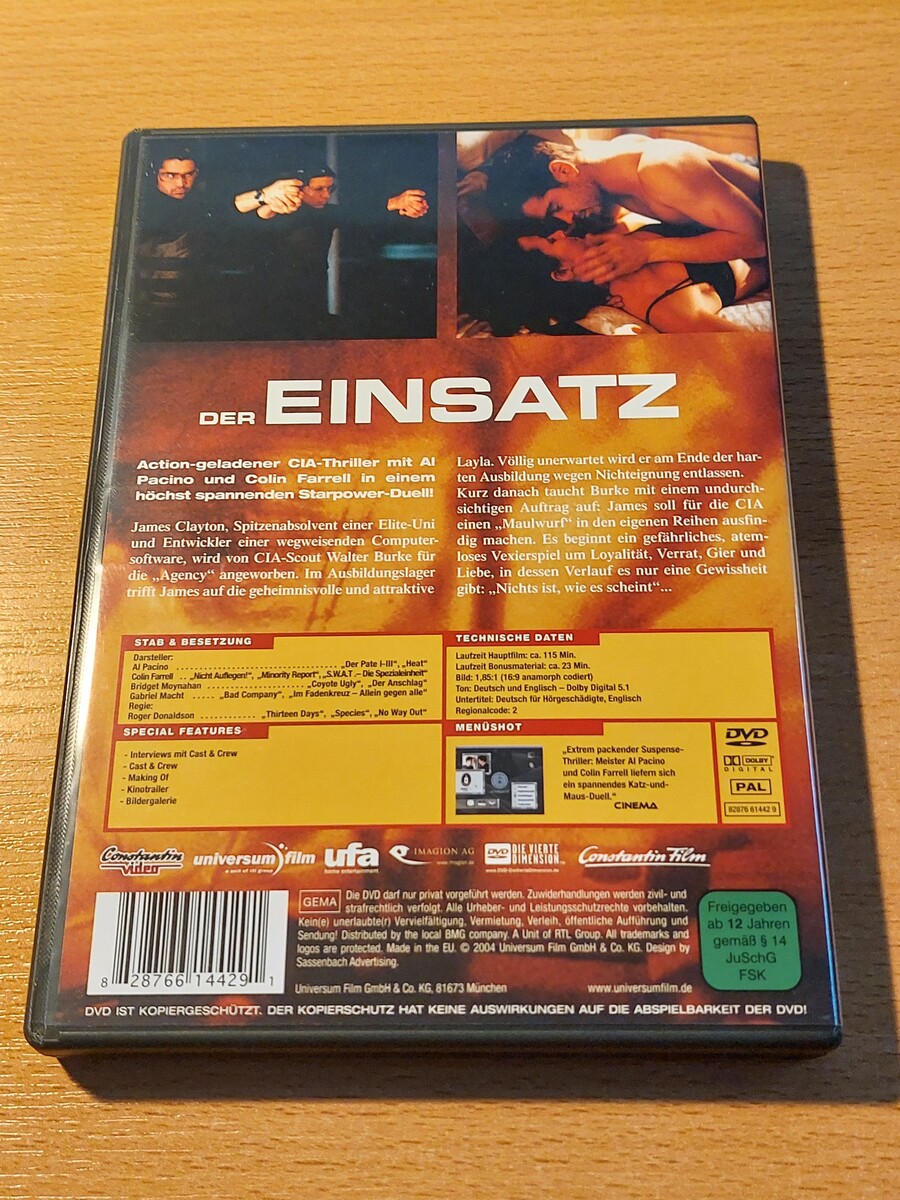 DER EINSATZ
Action-geladener CIA-Thriller mit Al
Pacino und Colin Farrell in einem
höchst spannenden Starpower-Duell!
James Clayton, Spitzenabsolvent einer Elite-Uni
und Entwickler einer wegweisenden Computer-
software, wird von CIA-Scout Walter Burke für
die „Agency“ angeworben. Im Ausbildungslager
trifft James auf die geheimnisvolle und attraktive
Layla. Völlig unerwartet wird er am Ende der har-
ten Ausbildung wegen Nichteignung entlassen.
Kurz danach taucht Burke mit einem undurch-
sichtigen Auftrag auf: James soll für die CIA
einen „Maulwurf“ in den eigenen Reihen ausfin-
dig machen. Es beginnt ein gefährliches, atem-
loses Vexierspiel um Loyalität, Verrat, Gier und
Liebe, in dessen Verlauf es nur eine Gewissheit
gibt: „Nichts ist, wie es scheint“...
STAB & BESETZUNG
Darsteller:
Al Pacino ........ „Der Pate I-III“, „Heat“
Colin Farrell .. „Nicht Auflegen!“, „Minority Report“, „S.W.A.T. – Die Spezialeinheit“
Bridget Moynahan ........ „Coyote Ugly“, „Der Anschlag“
Gabriel Macht .... „Bad Company“, „Im Fadenkreuz – Allein gegen alle“
Regie:
Roger Donaldson ........ „Thirteen Days“, „Species“, „No Way Out“
TECHNISCHE DATEN
Laufzeit Hauptfilm: ca. 115 Min.
Laufzeit Bonusmaterial: ca. 23 Min.
Bild: 1,85:1 (16:9 anamorph codiert)
Ton: Deutsch und Englisch – Dolby Digital 5.1
Untertitel: Deutsch für Hörgeschädigte, Englisch
Regionalcode: 2
SPECIAL FEATURES
- Interviews mit Cast & Crew
- Cast & Crew
- Making Of
- Kinotrailer
- Bildergalerie
MENÜSHOT
„Extrem packender Suspense-
Thriller: Meister Al Pacino
und Colin Farrell liefern sich
ein spannendes Katz-und-
Maus-Duell.“
CINEMA
DVD
DOLBY
DIGITAL
PAL
82876 61442 9
Constantin Video
universum film
a unit of rtl group
ufa
home entertainment
IMAGION AG
www.imagion.de
DVD DIE VIERTE DIMENSION
Constantin Film
GEMA
Die DVD darf nur privat vorgeführt werden. Zuwiderhandlungen werden zivil- und
strafrechtlich verfolgt. Alle Urheber- und Leistungsschutzrechte vorbehalten.
Kein(e) unerlaubte(r) Vervielfältigung, Vermietung, Verleih, öffentliche Aufführung und
Sendung! Distributed by the local BMG company. A Unit of RTL Group. All trademarks and
logos are protected. Made in the EU. © 2004 Universum Film GmbH & Co. KG. Design by
Sassenbach Advertising.
Universum Film GmbH & Co. KG, 81673 München
www.universumfilm.de
8 28766 14429 1
Freigegeben
ab 12 Jahren
gemäß § 14
JuSchG
FSK
DVD IST KOPIERGESCHÜTZT. DER KOPIERSCHUTZ HAT KEINE AUSWIRKUNGEN AUF DIE ABSPIELBARKEIT DER DVD!